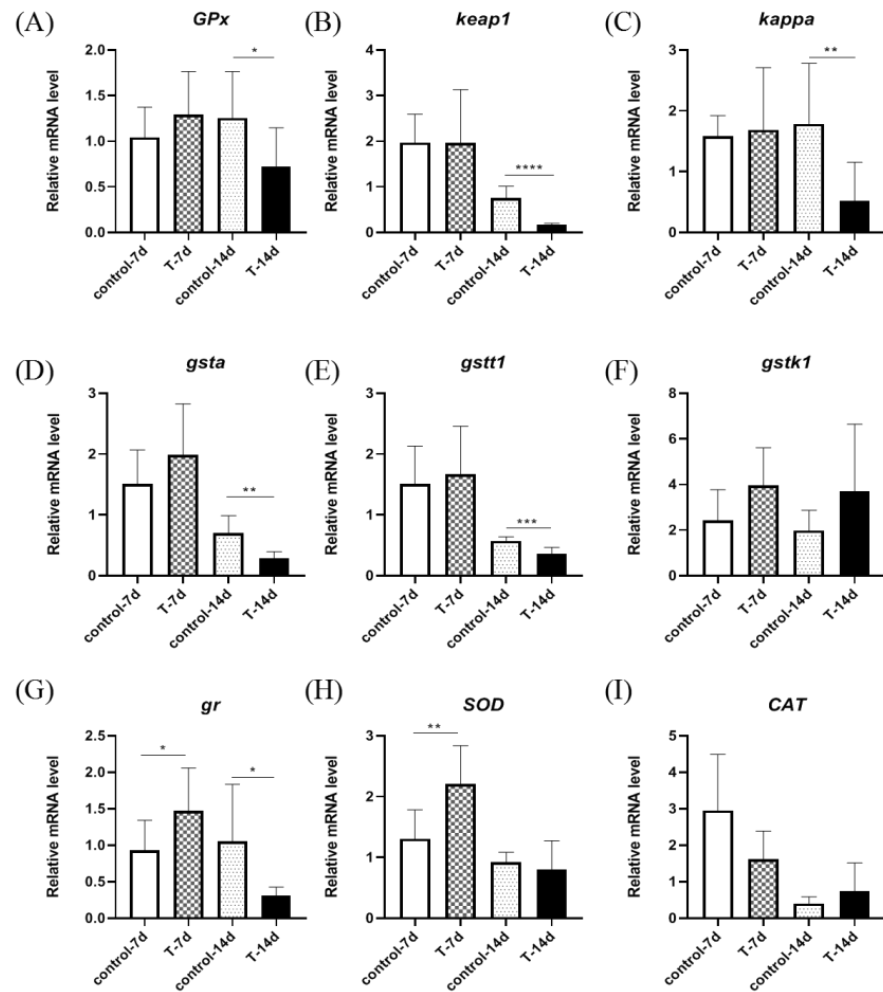 (A) GPx
Relative mRNA level
2.0
1.5
1.0
0.5
0.0
*
control-7d T-7d control-14d T-14d
(B) keap1
Relative mRNA level
4
3
2
1
0
****
control-7d T-7d control-14d T-14d
(C) kappa
Relative mRNA level
3
2
1
0
**
control-7d T-7d control-14d T-14d
(D) gsta
Relative mRNA level
3
2
1
0
**
control-7d T-7d control-14d T-14d
(E) gstt1
Relative mRNA level
3
2
1
0
***
control-7d T-7d control-14d T-14d
(F) gstk1
Relative mRNA level
8
6
4
2
0
control-7d T-7d control-14d T-14d
(G) gr
Relative mRNA level
2.5
2.0
1.5
1.0
0.5
0.0
* *
control-7d T-7d control-14d T-14d
(H) SOD
Relative mRNA level
3
2
1
0
**
control-7d T-7d control-14d T-14d
(I) CAT
Relative mRNA level
5
4
3
2
1
0
control-7d T-7d control-14d T-14d